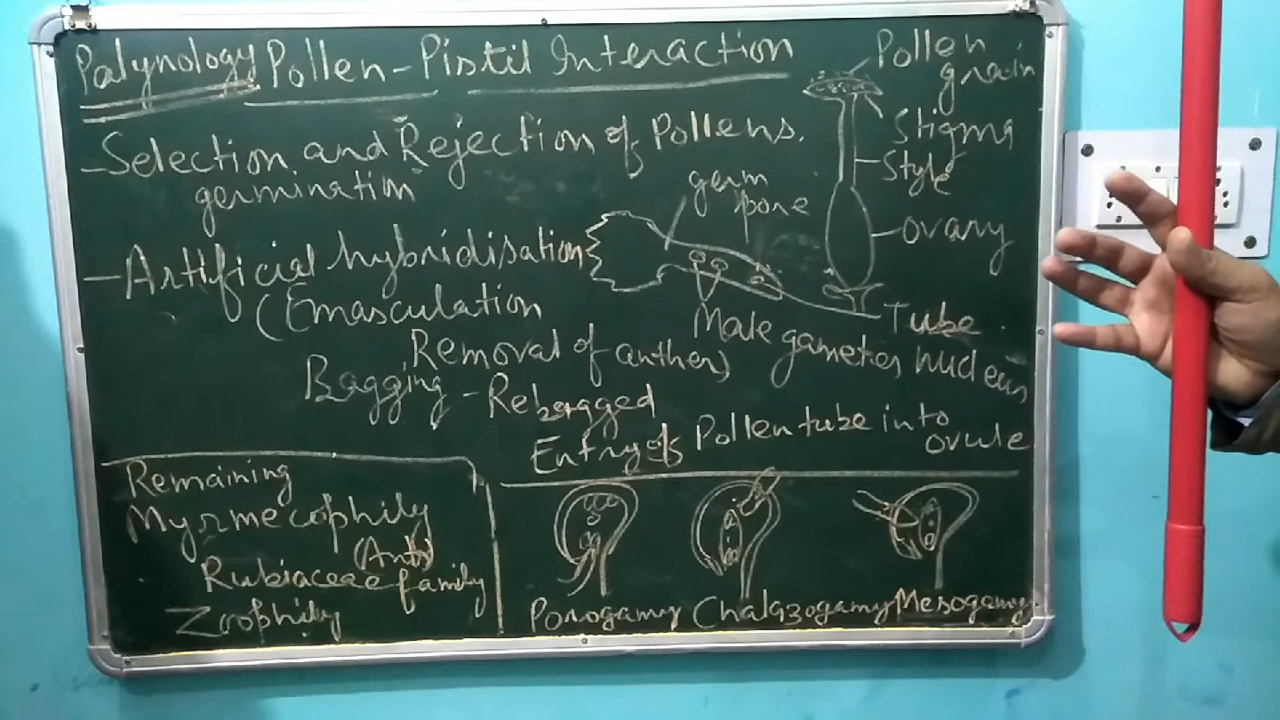 Palynology Pollen-Pistil Interaction
- Selection and Rejection of Pollens.
germination
- Artificial hybridisation
(Emasculation
Removal of anther)
Bagging - Rebagged
Pollen
grain
Stigma
Style
ovary
germ
pore
Tube
Male gametes nucleus
Entry of Pollen tube into
ovule
Remaining
Myrmecophily
(Ants)
Rubiaceae family
Zoophily
Porogamy Chalazogamy Mesogamy